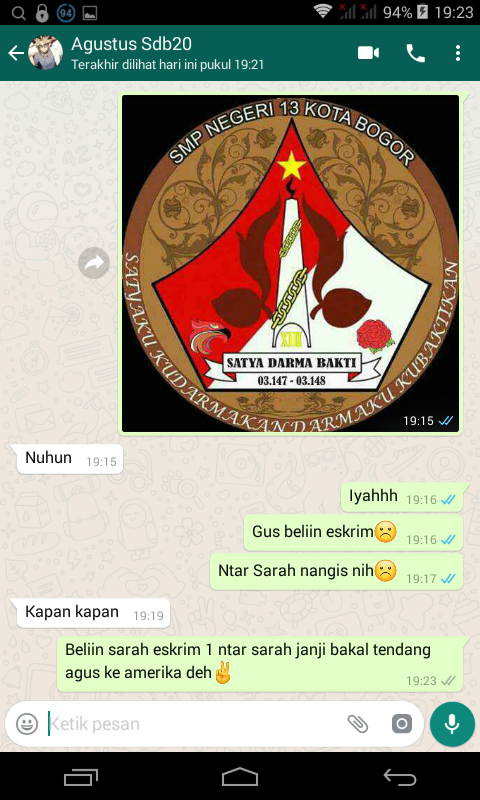 94
94% 19:23
Agustus Sdb20
Terakhir dilihat hari ini pukul 19:21
SMP NEGERI 13 KOTA BOGOR
SATYAKU KUDARMAKAN DARMAKU KUBAKTIKAN
XIII
SATYA DARMA BAKTI
03.147 - 03.148
19:15
Nuhun 19:15
Iyahhh 19:16
Gus beliin eskrim☹️ 19:16
Ntar Sarah nangis nih☹️ 19:17
Kapan kapan 19:19
Beliin sarah eskrim 1 ntar sarah janji bakal tendang
agus ke amerika deh✌️ 19:23
Ketik pesan